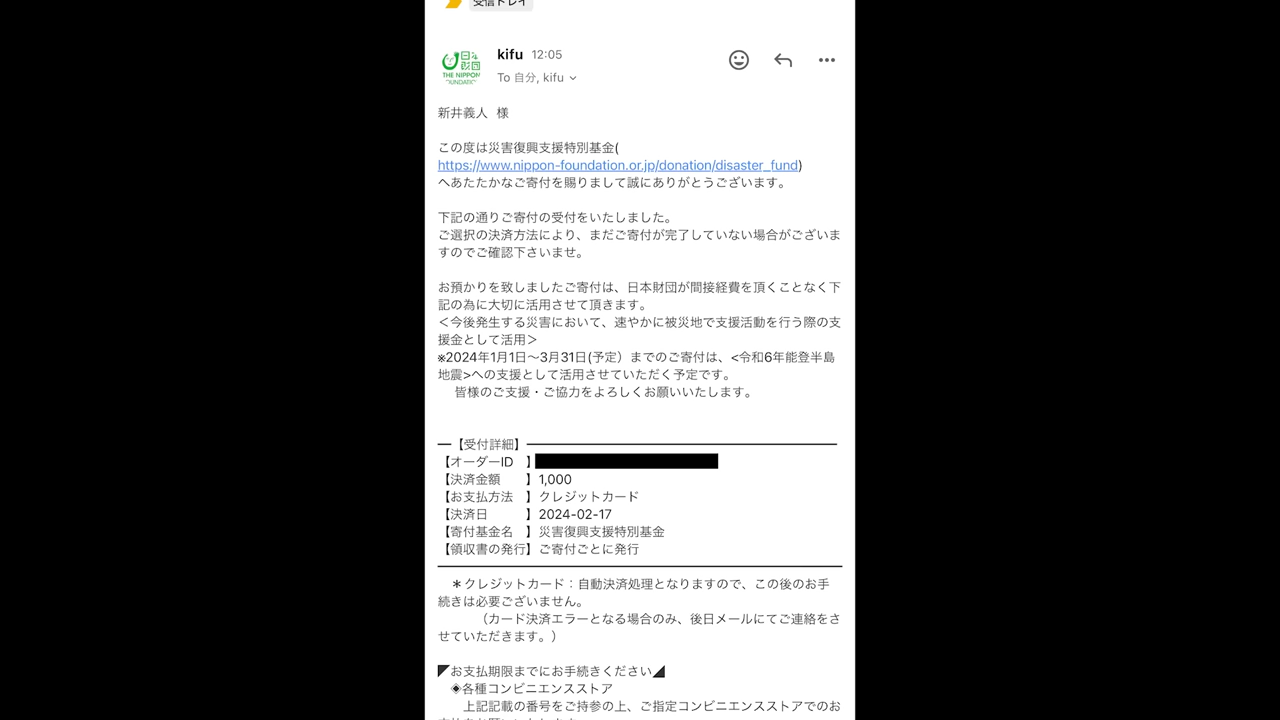 受信トレイ
日本財団
THE NIPPON
FOUNDATION
kifu 12:05
To 自分, kifu
新井義人 様
この度は災害復興支援特別基金(
https://www.nippon-foundation.or.jp/donation/disaster_fund)
へあたたかなご寄付を賜りまして誠にありがとうございます。
下記の通りご寄付の受付をいたしました。
ご選択の決済方法により、まだご寄付が完了していない場合がございま
すのでご確認下さいませ。
お預かりを致しましたご寄付は、日本財団が間接経費を頂くことなく下
記の為に大切に活用させて頂きます。
＜今後発生する災害において、速やかに被災地で支援活動を行う際の支
援金として活用＞
※2024年1月1日～3月31日(予定）までのご寄付は、<令和6年能登半島
地震>への支援として活用させていただく予定です。
皆様のご支援・ご協力をよろしくお願いいたします。
━【受付詳細】━━━━━━━━━━━━━━━━━━━━━━━━━
【オーダーID 】
【決済金額 】1,000
【お支払方法 】クレジットカード
【決済日 】2024-02-17
【寄付基金名 】災害復興支援特別基金
【領収書の発行】ご寄付ごとに発行
＊クレジットカード：自動決済処理となりますので、この後のお手
続きは必要ございません。
（カード決済エラーとなる場合のみ、後日メールにてご連絡をさ
せていただきます。）
◤お支払期限までにお手続きください◢
◈各種コンビニエンスストア
上記記載の番号をご持参の上、ご指定コンビニエンスストアでのお